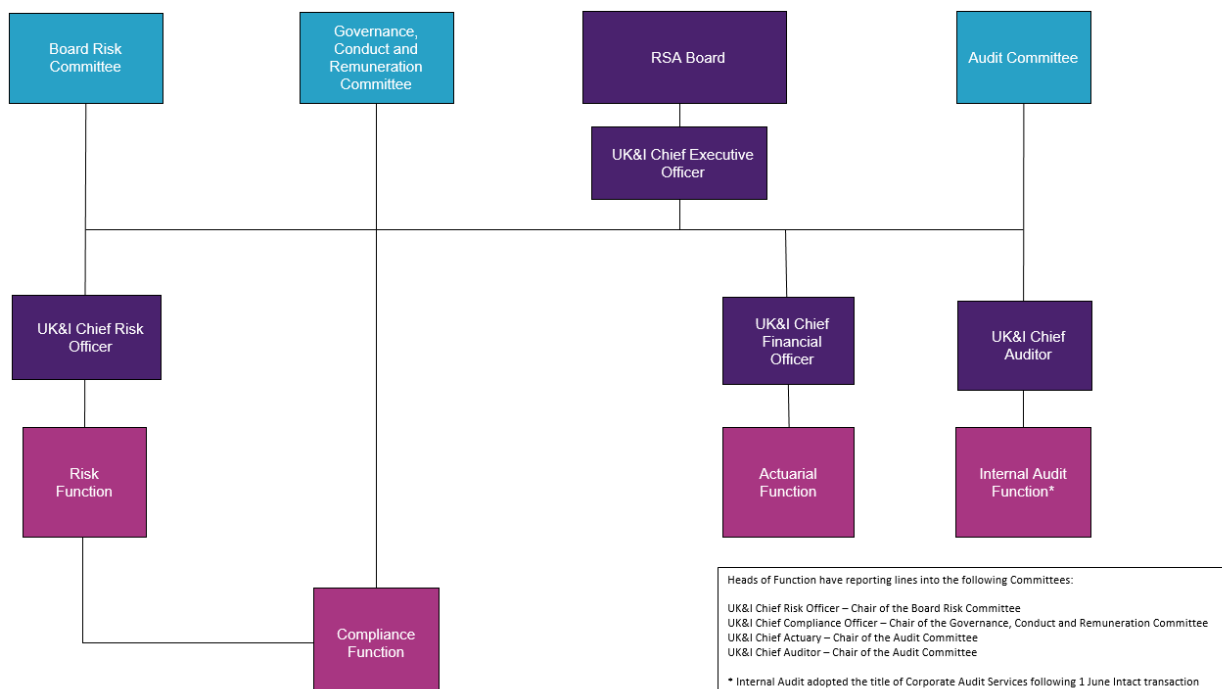 Board Risk
Committee
Governance,
Conduct and
Remuneration
Committee
RSA Board
Audit Committee
UK&I Chief Executive
Officer
UK&I Chief Risk
Officer
UK&I Chief
Financial
Officer
UK&I Chief
Auditor
Risk
Function
Actuarial
Function
Internal Audit
Function*
Compliance
Function
Heads of Function have reporting lines into the following Committees:
UK&I Chief Risk Officer – Chair of the Board Risk Committee
UK&I Chief Compliance Officer – Chair of the Governance, Conduct and Remuneration Committee
UK&I Chief Actuary – Chair of the Audit Committee
UK&I Chief Auditor – Chair of the Audit Committee
* Internal Audit adopted the title of Corporate Audit Services following 1 June Intact transaction